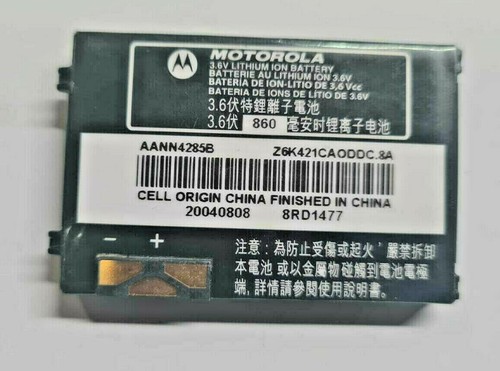 MOTOROLA
3.6V LITHIUM ION BATTERY
BATTERIE AU LITHIUM ION 3.6V
BATERIA DE ION-LITIO DE 3,6 Vcc
BATERÍA DE IONES DE LITIO DE 3.6V
3.6伏特鋰離子電池
3.6伏 860 毫安时锂离子电池
AANN4285B Z6K421CAODDC.8A
CELL ORIGIN CHINA FINISHED IN CHINA
20040808 8RD1477
- +
注意：為防止受傷或起火，嚴禁拆卸
本電池 或以金屬物碰觸到電池電極
端，詳情請參閱使用說明書。